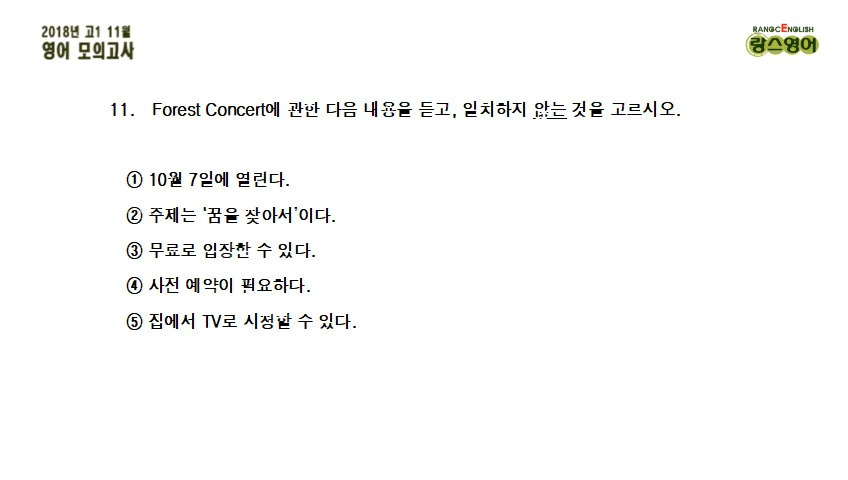 2018년 고1 11월
영어 모의고사
RANGCENGLISH
랑스영어
11. Forest Concert에 관한 다음 내용을 듣고, 일치하지 않는 것을 고르시오.
① 10월 7일에 열린다.
② 주제는 ‘꿈을 찾아서’이다.
③ 무료로 입장할 수 있다.
④ 사전 예약이 필요하다.
⑤ 집에서 TV로 시청할 수 있다.